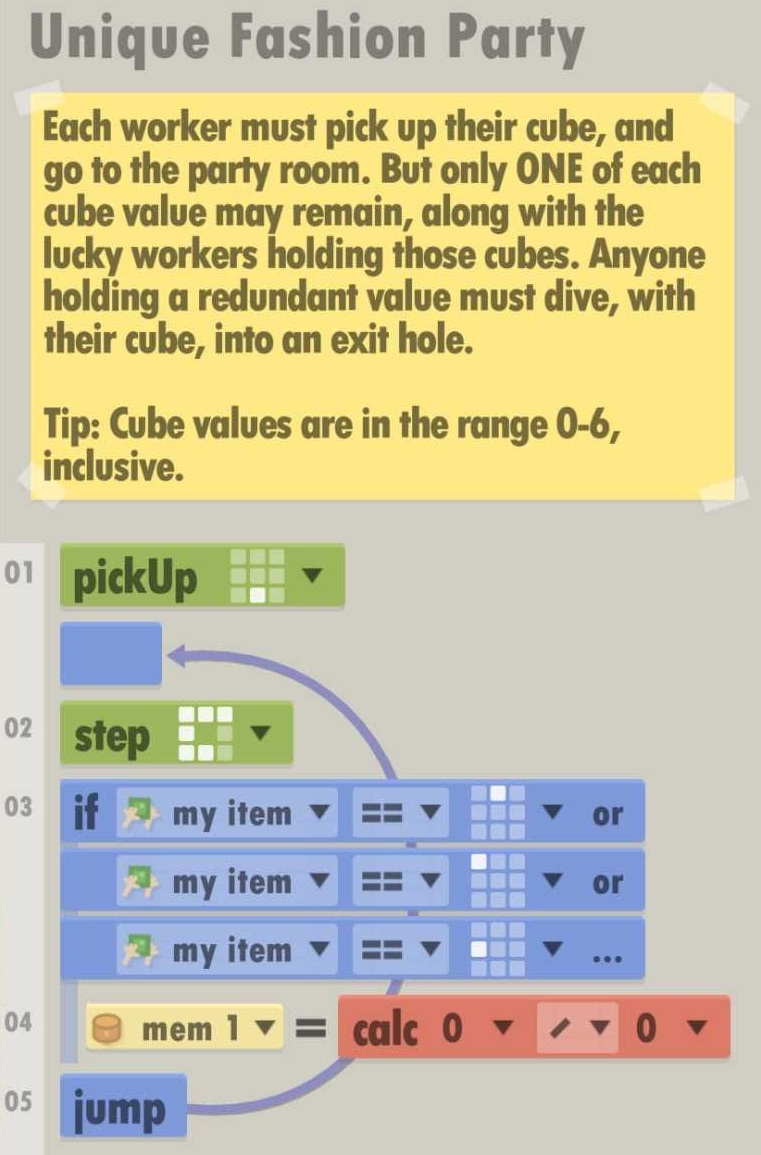 Unique Fashion Party
Each worker must pick up their cube, and
go to the party room. But only ONE of each
cube value may remain, along with the
lucky workers holding those cubes. Anyone
holding a redundant value must dive, with
their cube, into an exit hole.
Tip: Cube values are in the range 0-6,
inclusive.
01 pickUp
02 step
03 if my item == or
my item == or
my item == ...
04 mem 1 = calc 0 / 0
05 jump